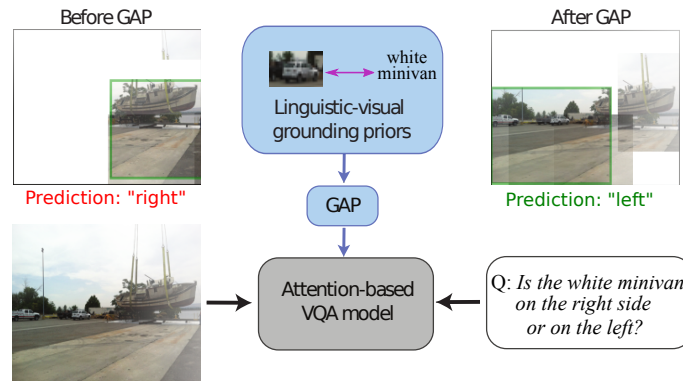 Before GAP
After GAP
white
minivan
Linguistic-visual
grounding priors
Prediction: "right"
GAP
Prediction: "left"
Attention-based
VQA model
Q: Is the white minivan
on the right side
or on the left?